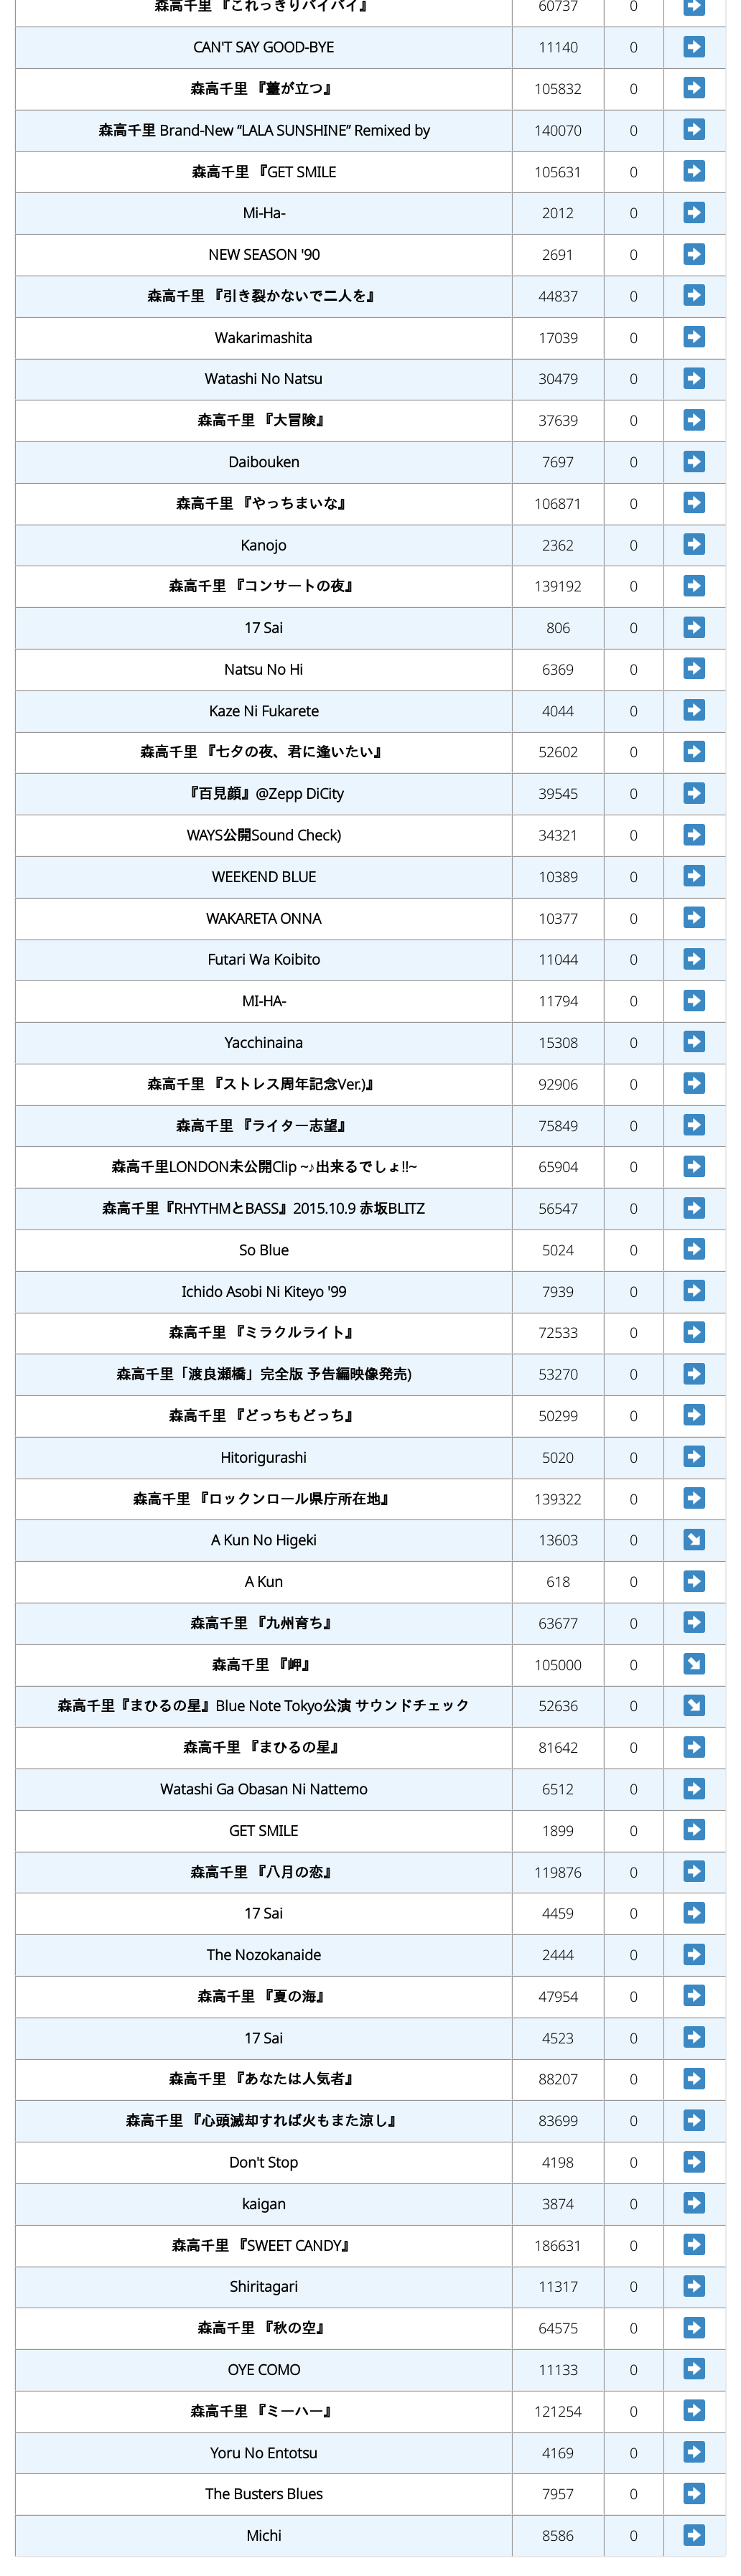 森高千里 『これっきりバイバイ』 60737 0
CAN'T SAY GOOD-BYE 11140 0
森高千里 『薹が立つ』 105832 0
森高千里 Brand-New “LALA SUNSHINE” Remixed by 140070 0
森高千里 『GET SMILE 105631 0
Mi-Ha- 2012 0
NEW SEASON '90 2691 0
森高千里 『引き裂かないで二人を』 44837 0
Wakarimashita 17039 0
Watashi No Natsu 30479 0
森高千里 『大冒険』 37639 0
Daibouken 7697 0
森高千里 『やっちまいな』 106871 0
Kanojo 2362 0
森高千里 『コンサートの夜』 139192 0
17 Sai 806 0
Natsu No Hi 6369 0
Kaze Ni Fukarete 4044 0
森高千里 『七夕の夜、君に逢いたい』 52602 0
『百見顔』@Zepp DiCity 39545 0
WAYS公開Sound Check) 34321 0
WEEKEND BLUE 10389 0
WAKARETA ONNA 10377 0
Futari Wa Koibito 11044 0
MI-HA- 11794 0
Yacchinaina 15308 0
森高千里 『ストレス周年記念Ver.)』 92906 0
森高千里 『ライター志望』 75849 0
森高千里LONDON未公開Clip ~♪出来るでしょ!!~ 65904 0
森高千里『RHYTHMとBASS』2015.10.9 赤坂BLITZ 56547 0
So Blue 5024 0
Ichido Asobi Ni Kiteyo '99 7939 0
森高千里 『ミラクルライト』 72533 0
森高千里「渡良瀬橋」完全版 予告編映像発売) 53270 0
森高千里 『どっちもどっち』 50299 0
Hitorigurashi 5020 0
森高千里 『ロックンロール県庁所在地』 139322 0
A Kun No Higeki 13603 0
A Kun 618 0
森高千里 『九州育ち』 63677 0
森高千里 『岬』 105000 0
森高千里『まひるの星』Blue Note Tokyo公演 サウンドチェック 52636 0
森高千里 『まひるの星』 81642 0
Watashi Ga Obasan Ni Nattemo 6512 0
GET SMILE 1899 0
森高千里 『八月の恋』 119876 0
17 Sai 4459 0
The Nozokanaide 2444 0
森高千里 『夏の海』 47954 0
17 Sai 4523 0
森高千里 『あなたは人気者』 88207 0
森高千里 『心頭滅却すれば火もまた涼し』 83699 0
Don't Stop 4198 0
kaigan 3874 0
森高千里 『SWEET CANDY』 186631 0
Shiritagari 11317 0
森高千里 『秋の空』 64575 0
OYE COMO 11133 0
森高千里 『ミーハー』 121254 0
Yoru No Entotsu 4169 0
The Busters Blues 7957 0
Michi 8586 0